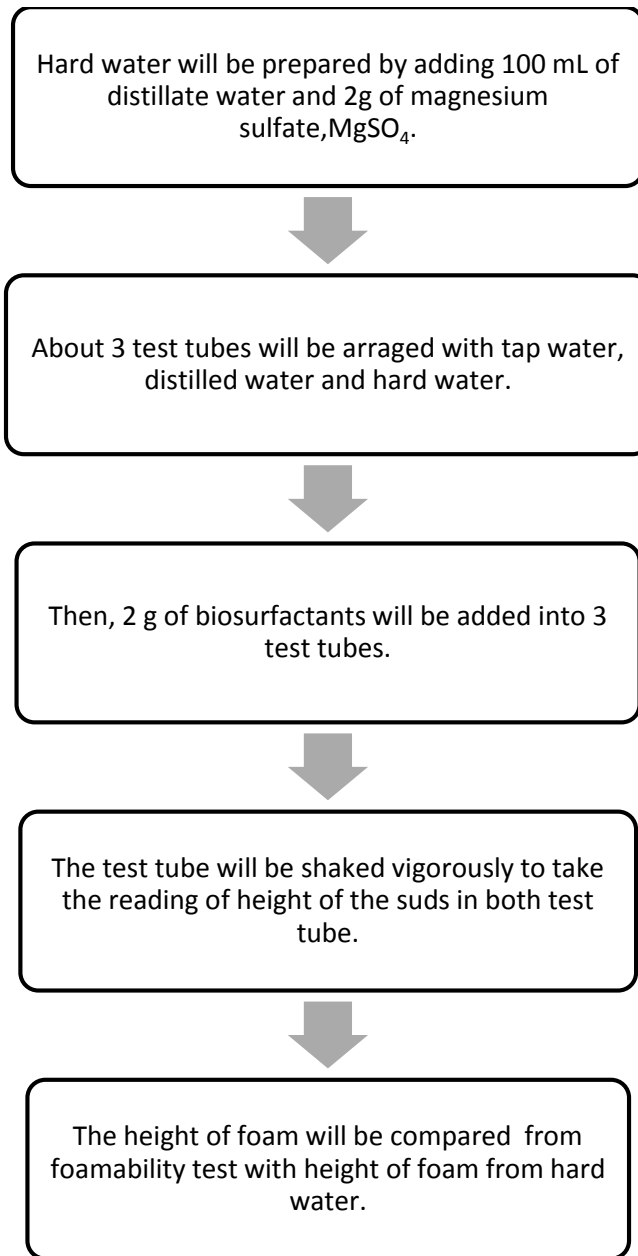 Hard water will be prepared by adding 100 mL of
distillate water and 2g of magnesium
sulfate,MgSO₄.
About 3 test tubes will be arraged with tap water,
distilled water and hard water.
Then, 2 g of biosurfactants will be added into 3
test tubes.
The test tube will be shaked vigorously to take
the reading of height of the suds in both test
tube.
The height of foam will be compared  from
foamability test with height of foam from hard
water.